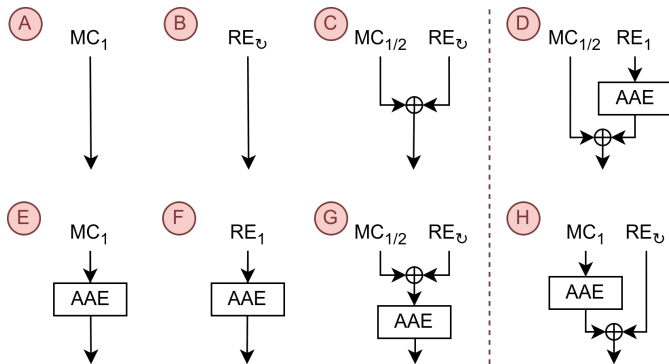 A
MC₁
B
RE↻
C
MC₁/₂ RE↻
D
MC₁/₂ RE₁
AAE
E
MC₁
AAE
F
RE₁
AAE
G
MC₁/₂ RE↻
AAE
H
MC₁ RE↻
AAE